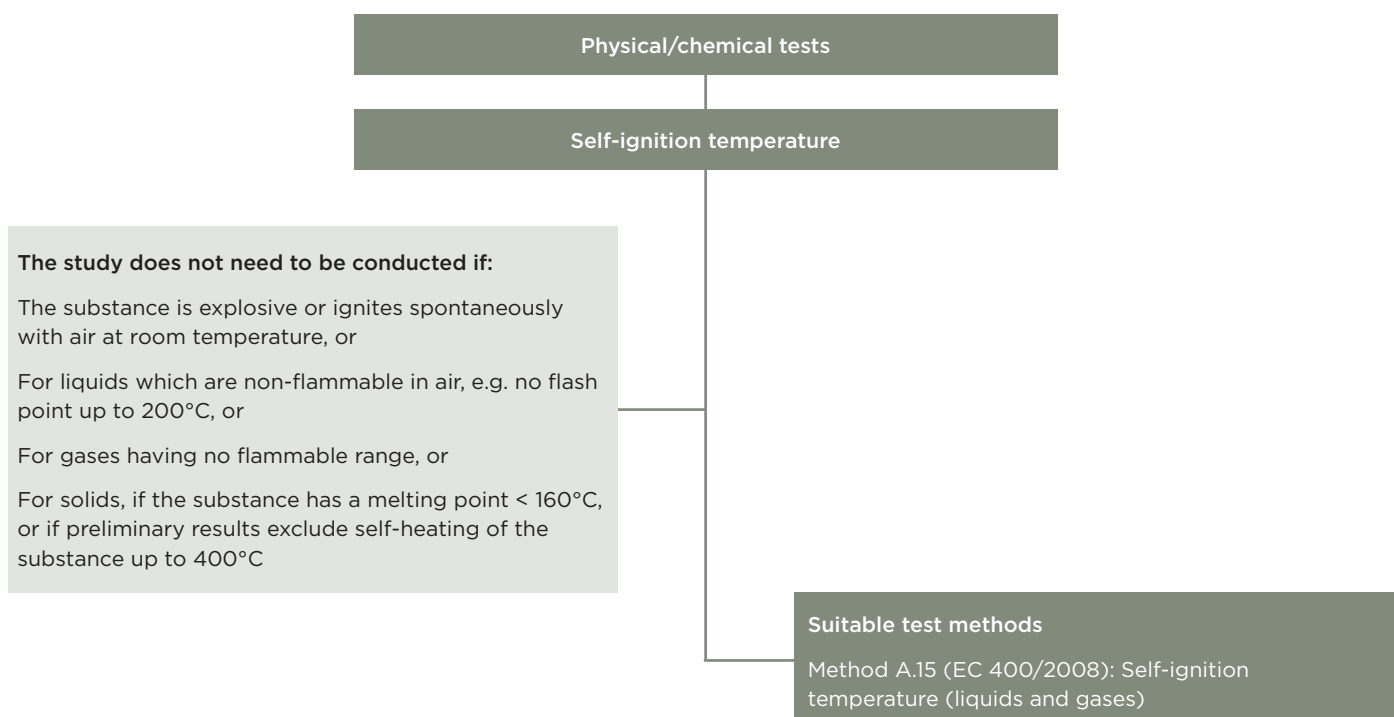 Physical/chemical tests
Self-ignition temperature
The study does not need to be conducted if:
The substance is explosive or ignites spontaneously
with air at room temperature, or
For liquids which are non-flammable in air, e.g. no flash
point up to 200°C, or
For gases having no flammable range, or
For solids, if the substance has a melting point < 160°C,
or if preliminary results exclude self-heating of the
substance up to 400°C
Suitable test methods
Method A.15 (EC 400/2008): Self-ignition
temperature (liquids and gases)